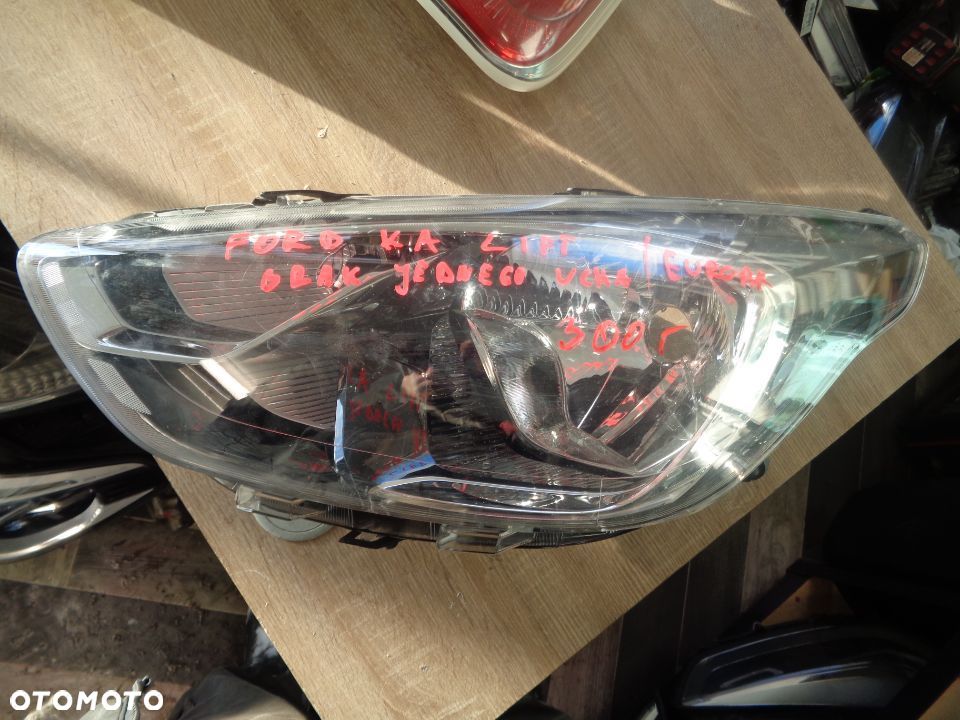 FORD KA LIFT
BRAK JEDNEGO UCHA / EUROPA
300
OTOMOTO